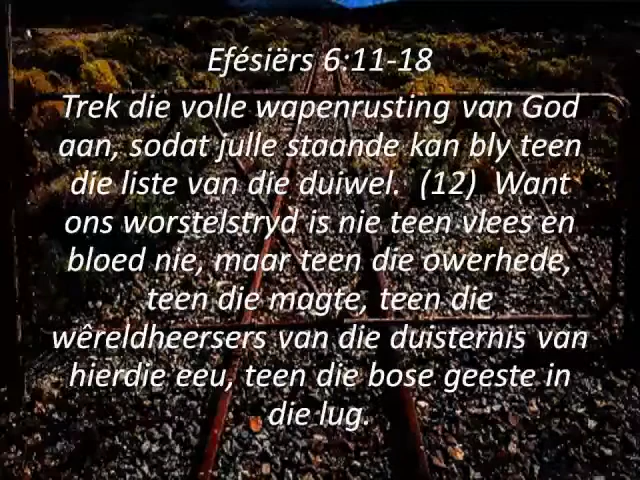 Efésiërs 6:11-18
Trek die volle wapenrusting van God
aan, sodat julle staande kan bly teen
die liste van die duiwel.  (12)  Want
ons worstelstryd is nie teen vlees en
bloed nie, maar teen die owerhede,
teen die magte, teen die
wêreldheersers van die duisternis van
hierdie eeu, teen die bose geeste in
die lug.